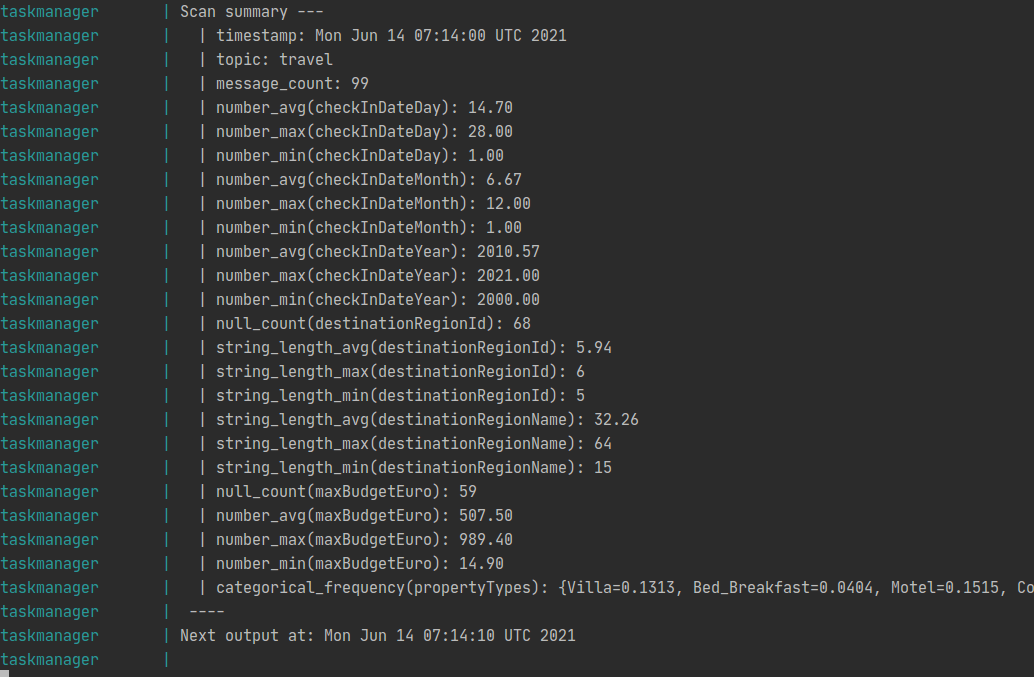 taskmanager | Scan summary ---
taskmanager | | timestamp: Mon Jun 14 07:14:00 UTC 2021
taskmanager | | topic: travel
taskmanager | | message_count: 99
taskmanager | | number_avg(checkInDateDay): 14.70
taskmanager | | number_max(checkInDateDay): 28.00
taskmanager | | number_min(checkInDateDay): 1.00
taskmanager | | number_avg(checkInDateMonth): 6.67
taskmanager | | number_max(checkInDateMonth): 12.00
taskmanager | | number_min(checkInDateMonth): 1.00
taskmanager | | number_avg(checkInDateYear): 2010.57
taskmanager | | number_max(checkInDateYear): 2021.00
taskmanager | | number_min(checkInDateYear): 2000.00
taskmanager | | null_count(destinationRegionId): 68
taskmanager | | string_length_avg(destinationRegionId): 5.94
taskmanager | | string_length_max(destinationRegionId): 6
taskmanager | | string_length_min(destinationRegionId): 5
taskmanager | | string_length_avg(destinationRegionName): 32.26
taskmanager | | string_length_max(destinationRegionName): 64
taskmanager | | string_length_min(destinationRegionName): 15
taskmanager | | null_count(maxBudgetEuro): 59
taskmanager | | number_avg(maxBudgetEuro): 507.50
taskmanager | | number_max(maxBudgetEuro): 989.40
taskmanager | | number_min(maxBudgetEuro): 14.90
taskmanager | | categorical_frequency(propertyTypes): {Villa=0.1313, Bed_Breakfast=0.0404, Motel=0.1515, Co
taskmanager | ----
taskmanager | Next output at: Mon Jun 14 07:14:10 UTC 2021
taskmanager |